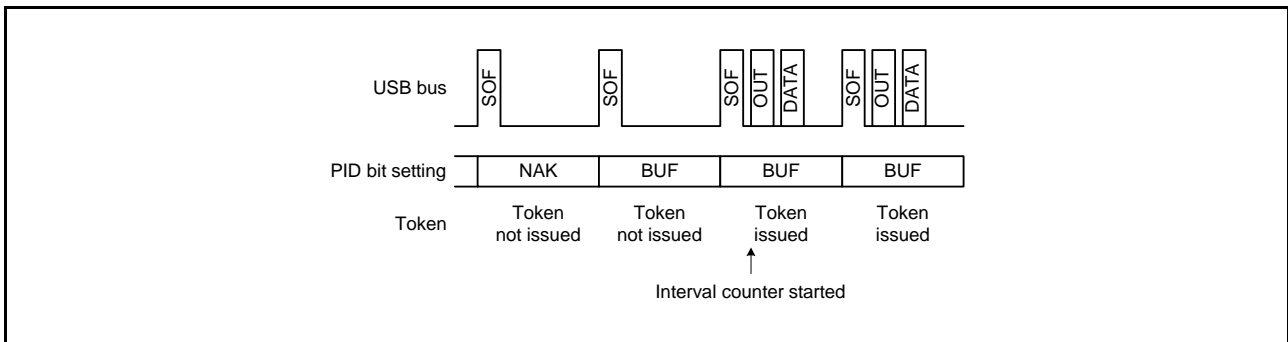 USB bus
SOF
SOF
SOF
OUT
DATA
SOF
OUT
DATA
PID bit setting
NAK
BUF
BUF
BUF
Token
Token
not issued
Token
not issued
Token
issued
Token
issued
Interval counter started